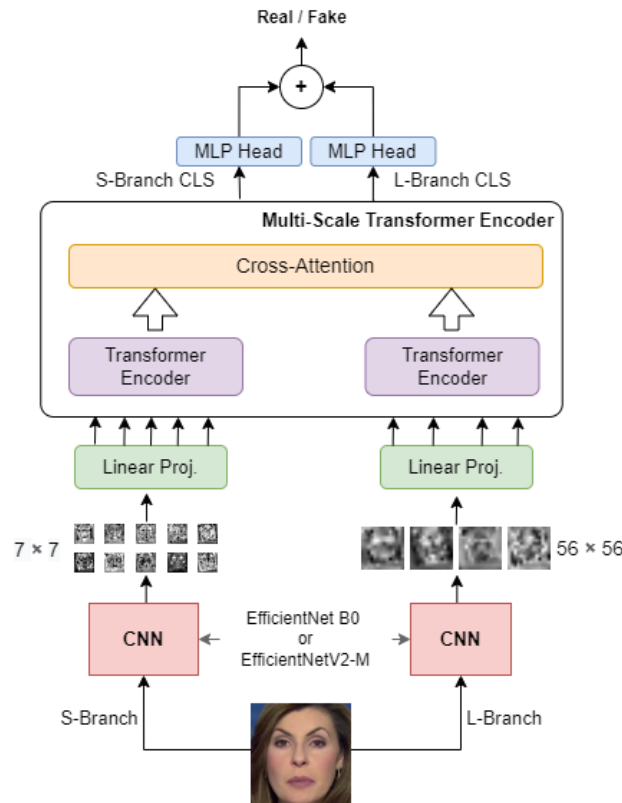 Real / Fake
+
MLP Head
MLP Head
S-Branch CLS
L-Branch CLS
Multi-Scale Transformer Encoder
Cross-Attention
Transformer
Encoder
Transformer
Encoder
Linear Proj.
Linear Proj.
7 × 7
56 × 56
CNN
EfficientNet B0
or
EfficientNetV2-M
CNN
S-Branch
L-Branch